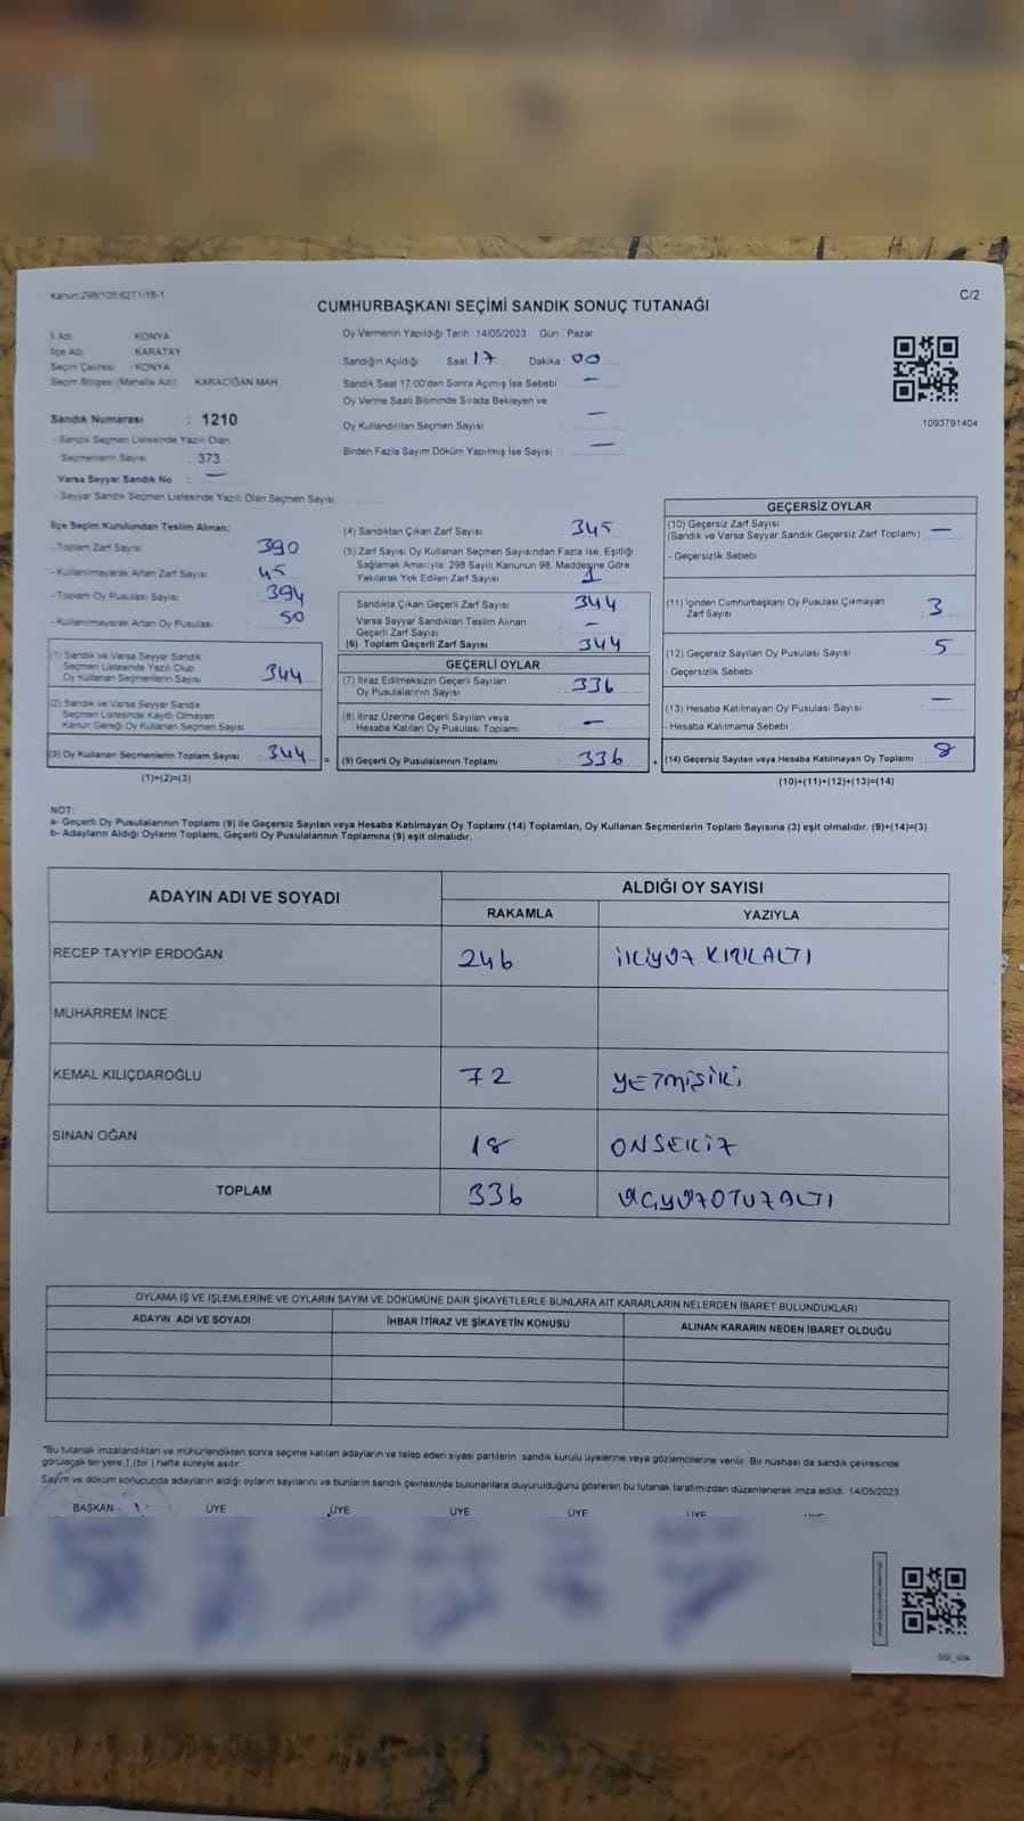 Kanun:298/105.6271/18-1
C/2
CUMHURBAŞKANI SEÇİMİ SANDIK SONUÇ TUTANAĞI
İl Adı : KONYA
İlçe Adı : KARATAY
Seçim Çevresi : KONYA
Seçim Bölgesi (Mahalle Adı) : KARACİĞAN MAH
Sandık Numarası : 1210
- Sandık Seçmen Listesinde Yazılı Olan
Seçmenlerin Sayısı : 373
Varsa Seyyar Sandık No : —
- Seyyar Sandık Seçmen Listesinde Yazılı Olan Seçmen Sayısı
Oy Vermenin Yapıldığı Tarih: 14/05/2023 Gün : Pazar
Sandığın Açıldığı Saat 17 Dakika 00
Sandık Saat 17.00'den Sonra Açılmış İse Sebebi —
Oy Verme Saati Bitiminde Sırada Bekleyen ve
Oy Kullandırılan Seçmen Sayısı —
Birden Fazla Sayım Döküm Yapılmış İse Sayısı : —
1093791404
İlçe Seçim Kurulundan Teslim Alınan:
- Toplam Zarf Sayısı 390
- Kullanılmayarak Artan Zarf Sayısı 45
- Toplam Oy Pusulası Sayısı 394
- Kullanılmayarak Artan Oy Pusulası 50
(1) Sandık ve Varsa Seyyar Sandık
Seçmen Listesinde Yazılı Olup
Oy Kullanan Seçmenlerin Sayısı 344
(2) Sandık ve Varsa Seyyar Sandık
Seçmen Listesinde Kayıtlı Olmayan
Kanun Gereği Oy Kullanan Seçmen Sayısı
(3) Oy Kullanan Seçmenlerin Toplam Sayısı 344
(1)+(2)=(3)
(4) Sandıktan Çıkan Zarf Sayısı 345
(5) Zarf Sayısı Oy Kullanan Seçmen Sayısından Fazla İse, Eşitliği
Sağlamak Amacıyla; 298 Sayılı Kanunun 98. Maddesine Göre
Yakılarak Yok Edilen Zarf Sayısı 1
Sandıkta Çıkan Geçerli Zarf Sayısı 344
Varsa Seyyar Sandıktan Teslim Alınan
Geçerli Zarf Sayısı —
(6) Toplam Geçerli Zarf Sayısı 344
GEÇERLİ OYLAR
(7) İtiraz Edilmeksizin Geçerli Sayılan
Oy Pusulalarının Sayısı 336
(8) İtiraz Üzerine Geçerli Sayılan veya
Hesaba Katılan Oy Pusulası Toplamı —
= (9) Geçerli Oy Pusulalarının Toplamı 336
GEÇERSİZ OYLAR
(10) Geçersiz Zarf Sayısı
(Sandık ve Varsa Seyyar Sandık Geçersiz Zarf Toplamı) —
- Geçersizlik Sebebi
(11) İçinden Cumhurbaşkanı Oy Pusulası Çıkmayan
Zarf Sayısı 3
(12) Geçersiz Sayılan Oy Pusulası Sayısı 5
- Geçersizlik Sebebi
(13) Hesaba Katılmayan Oy Pusulası Sayısı —
- Hesaba Katılmama Sebebi
+ (14) Geçersiz Sayılan veya Hesaba Katılmayan Oy Toplamı 8
(10)+(11)+(12)+(13)=(14)
NOT:
a- Geçerli Oy Pusulalarının Toplamı (9) ile Geçersiz Sayılan veya Hesaba Katılmayan Oy Toplamı (14) Toplamları, Oy Kullanan Seçmenlerin Toplam Sayısına (3) eşit olmalıdır. (9)+(14)=(3)
b- Adayların Aldığı Oyların Toplamı, Geçerli Oy Pusulalarının Toplamına (9) eşit olmalıdır.
ADAYIN ADI VE SOYADI
ALDIĞI OY SAYISI
RAKAMLA YAZIYLA
RECEP TAYYİP ERDOĞAN 246 İKİYÜZ KIRKALTI
MUHARREM İNCE
KEMAL KILIÇDAROĞLU 72 YETMİŞİKİ
SİNAN OĞAN 18 ONSEKİZ
TOPLAM 336 ÜÇYÜZOTUZALTI
OYLAMA İŞ VE İŞLEMLERİNE VE OYLARIN SAYIM VE DÖKÜMÜNE DAİR ŞİKAYETLERLE BUNLARA AİT KARARLARIN NELERDEN İBARET BULUNDUKLARI
ADAYIN ADI VE SOYADI İHBAR İTİRAZ VE ŞİKAYETİN KONUSU ALINAN KARARIN NEDEN İBARET OLDUĞU
*Bu tutanak imzalandıktan ve mühürlendikten sonra seçime katılan adayların ve talep eden siyasi partilerin sandık kurulu üyelerine veya gözlemcilerine verilir. Bir nüshası da sandık çevresinde
görülecek bir yere 1 (bir) hafta süreyle asılır.
Sayım ve döküm sonucunda adayların aldığı oyların sayılarını ve bunların sandık çevresinde bulunanlara duyurulduğunu gösteren bu tutanak tarafımızdan düzenlenerek imza edildi. 14/05/2023
BAŞKAN ÜYE ÜYE ÜYE ÜYE ÜYE